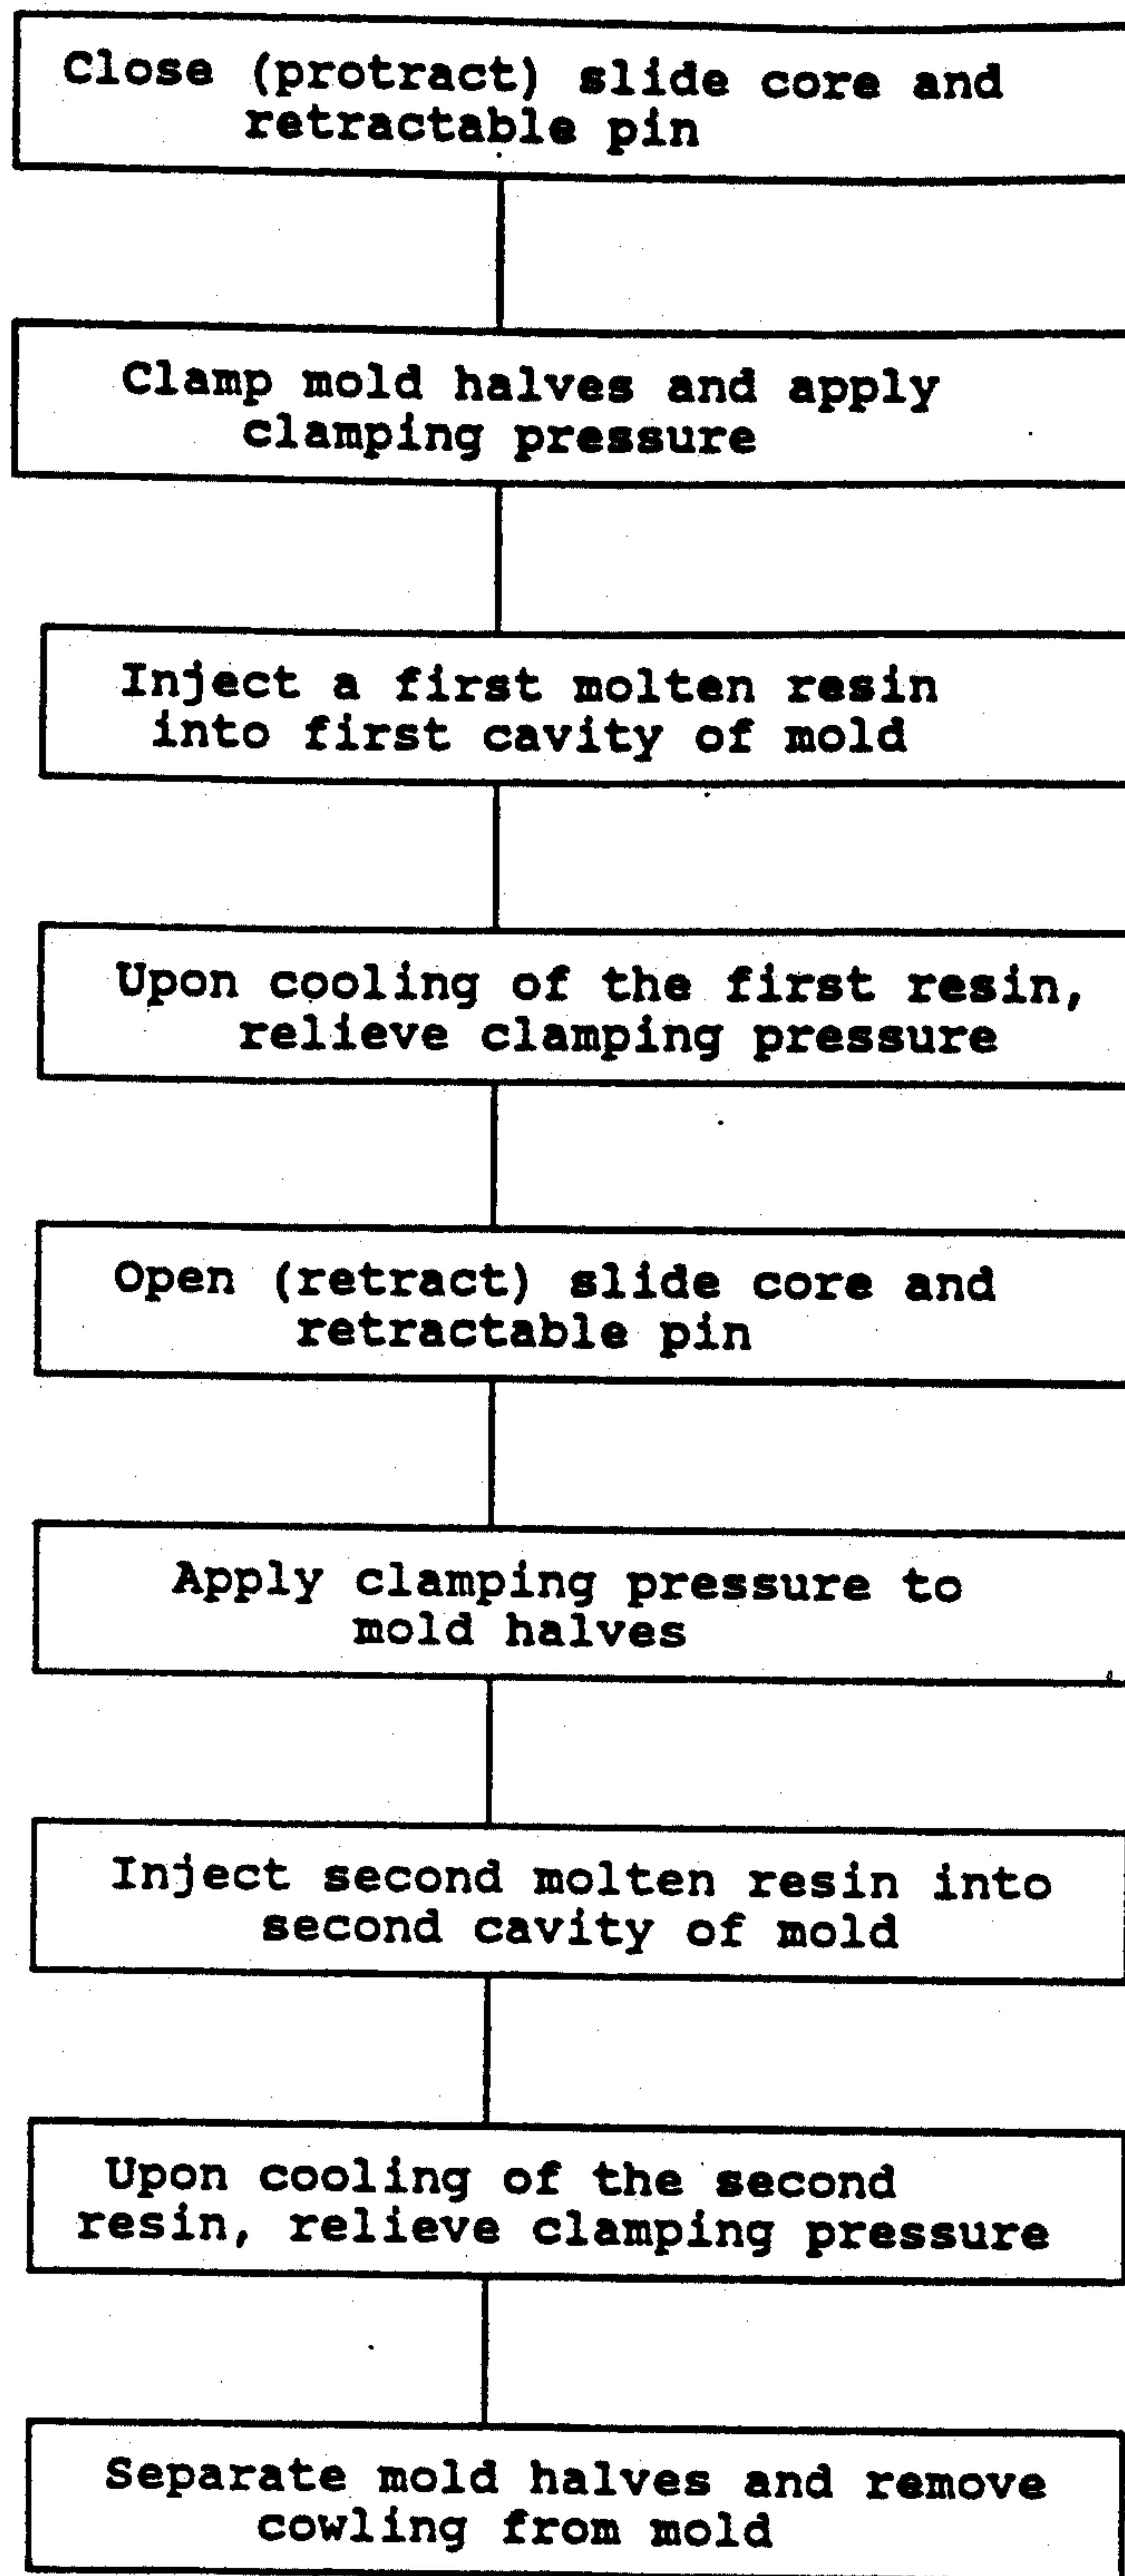 Close (protract) slide core and
retractable pin
Clamp mold halves and apply
clamping pressure
Inject a first molten resin
into first cavity of mold
Upon cooling of the first resin,
relieve clamping pressure
Open (retract) slide core and
retractable pin
Apply clamping pressure to
mold halves
Inject second molten resin into
second cavity of mold
Upon cooling of the second
resin, relieve clamping pressure
Separate mold halves and remove
cowling from mold